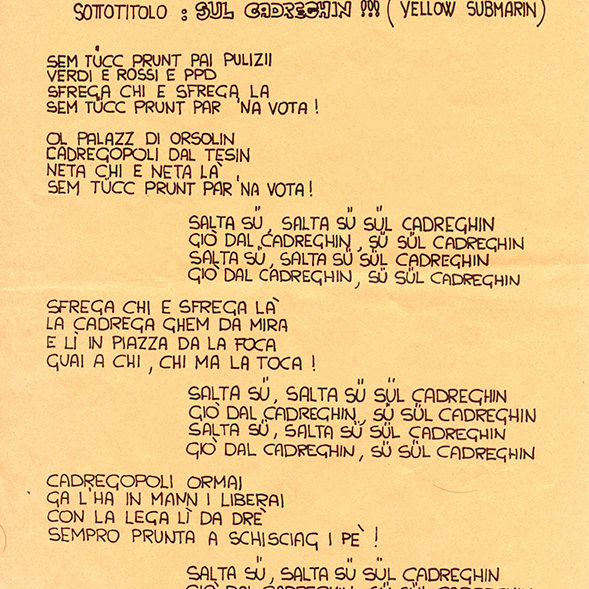 SOTTOTITOLO : SUL CADREGHIN !!! ( YELLOW SUBMARIN )
SEM TÜCC PRUNT PAI PULIZII
VERDI E ROSSI E PPD
SFREGA CHI E SFREGA LA
SEM TÜCC PRUNT PAR 'NA VOTA !
OL PALAZZ DI ORSOLIN
CADREGOPOLI DAL TESIN
NETA CHI E NETA LÀ
SEM TÜCC PRUNT PAR 'NA VOTA !
SALTA SÜ, SALTA SÜ SÜL CADREGHIN
GIÒ DAL CADREGHIN, SÜ SÜL CADREGHIN
SALTA SÜ, SALTA SÜ SÜL CADREGHIN
GIÒ DAL CADREGHIN, SÜ SÜL CADREGHIN
SFREGA CHI E SFREGA LÀ
LA CADREGA GHEM DA MIRA
E LÌ IN PIAZZA DA LA FOCA
GUAI A CHI, CHI MA LA TOCA !
SALTA SÜ, SALTA SÜ SÜL CADREGHIN
GIÒ DAL CADREGHIN, SÜ SÜL CADREGHIN
SALTA SÜ, SALTA SÜ SÜL CADREGHIN
GIÒ DAL CADREGHIN, SÜ SÜL CADREGHIN
CADREGOPOLI ORMAI
GA L'HA IN MANN I LIBERAI
CON LA LEGA LÌ DA DRÈ
SEMPRO PRUNTA A SCHISCIAG I PÈ !
SALTA SÜ, SALTA SÜ SÜL CADREGHIN
GIÒ DAL CADREGHIN, SÜ SÜL CADREGHIN